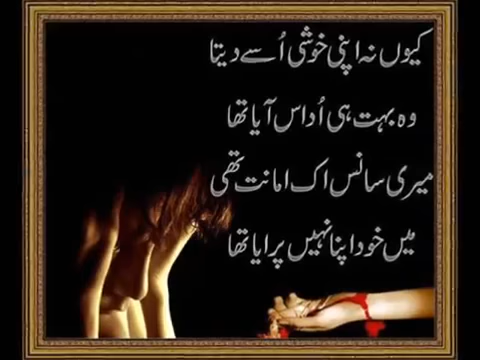 کیوں نہ اپنی خوشی اُسے دیتا
وہ بہت ہی اُداس آیا تھا
میری سانس اک امانت تھی
میں خود اپنا نہیں پرایا تھا